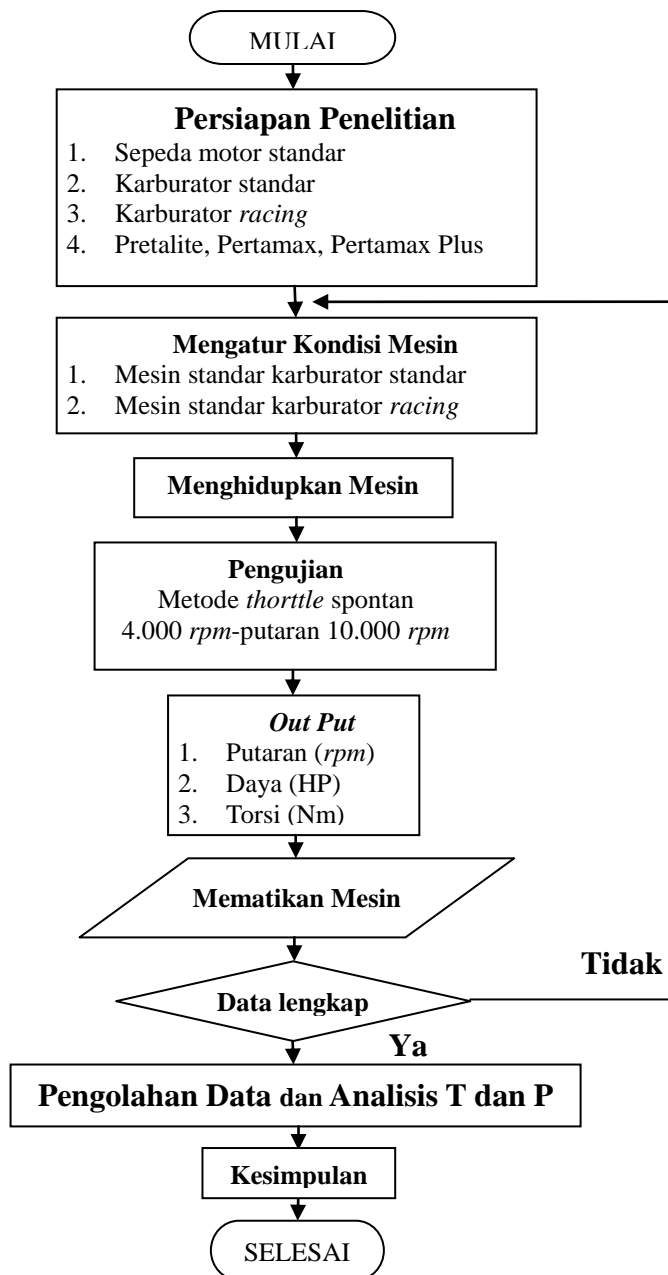 MULAI
Persiapan Penelitian
1. Sepeda motor standar
2. Karburator standar
3. Karburator racing
4. Pretalite, Pertamax, Pertamax Plus
Mengatur Kondisi Mesin
1. Mesin standar karburator standar
2. Mesin standar karburator racing
Menghidupkan Mesin
Pengujian
Metode thorttle spontan
4.000 rpm-putaran 10.000 rpm
Out Put
1. Putaran (rpm)
2. Daya (HP)
3. Torsi (Nm)
Mematikan Mesin
Tidak
Data lengkap
Ya
Pengolahan Data dan Analisis T dan P
Kesimpulan
SELESAI